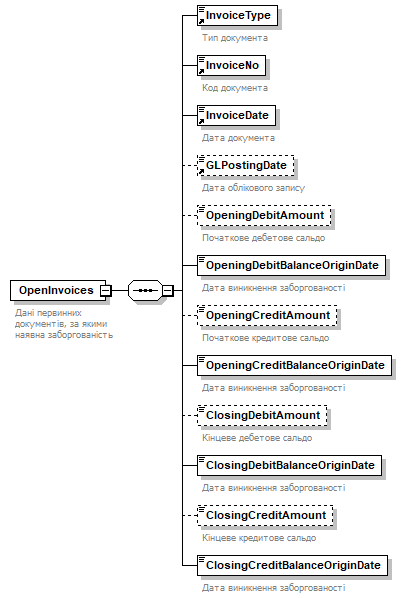 InvoiceType
Тип документа
InvoiceNo
Код документа
InvoiceDate
Дата документа
GLPostingDate
Дата облікового запису
OpeningDebitAmount
Початкове дебетове сальдо
OpeningDebitBalanceOriginDate
Дата виникнення заборгованості
OpenInvoices
Дані первинних
документів, за якими
наявна заборгованість
OpeningCreditAmount
Початкове кредитове сальдо
OpeningCreditBalanceOriginDate
Дата виникнення заборгованості
ClosingDebitAmount
Кінцеве дебетове сальдо
ClosingDebitBalanceOriginDate
Дата виникнення заборгованості
ClosingCreditAmount
Кінцеве кредитове сальдо
ClosingCreditBalanceOriginDate
Дата виникнення заборгованості